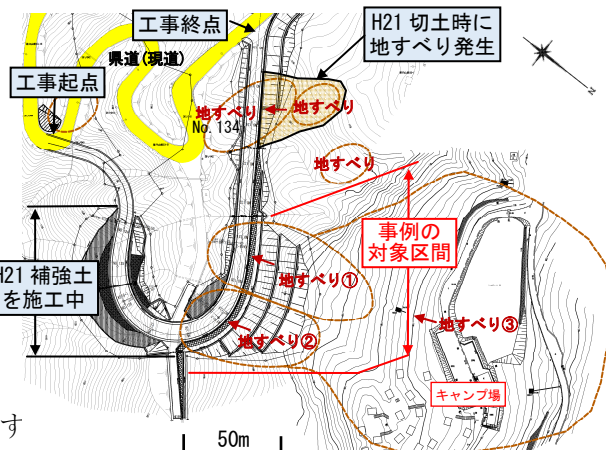 工事終点
H21 切土時に
地すべり発生
県道(現道)
工事起点
地すべり
地すべり
No. 134
地すべり
事例の
対象区間
H21 補強土
を施工中
地すべり①
地すべり②
地すべり③
キャンプ場
す
50m
N